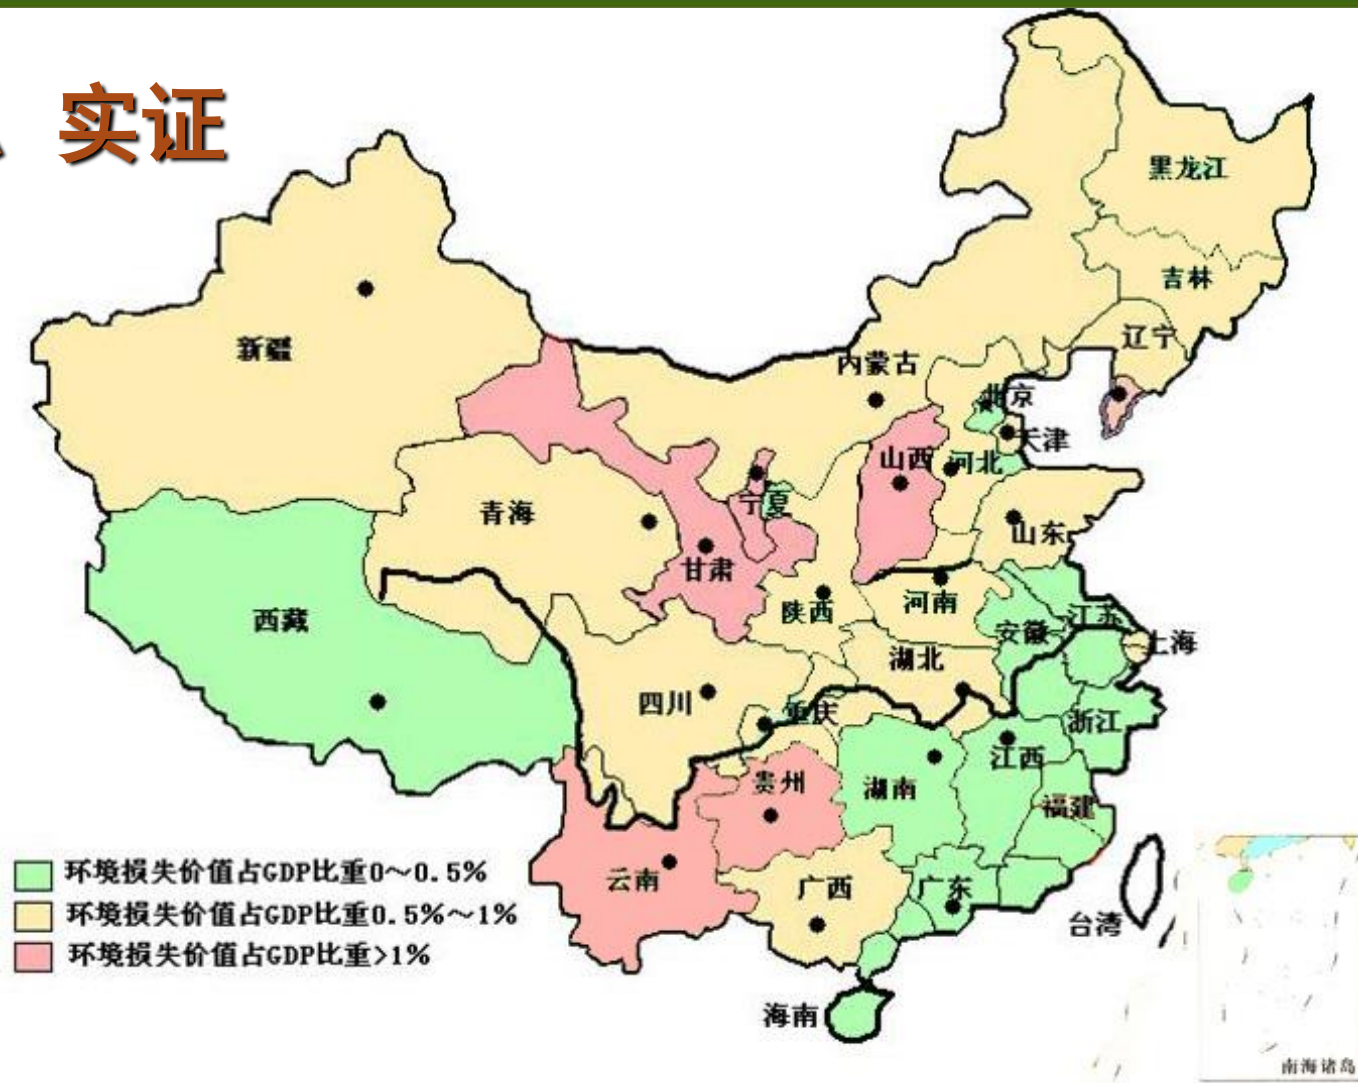 实证
黑龙江
吉林
辽宁
新疆
内蒙古
北京
天津
山西
河北
宁夏
青海
山东
甘肃
陕西
河南
西藏
安徽
江苏
上海
湖北
四川
重庆
浙江
江西
贵州
湖南
福建
环境损失价值占GDP比重0～0.5%
云南
广西
广东
环境损失价值占GDP比重0.5%～1%
台湾
环境损失价值占GDP比重>1%
海南
南海诸岛